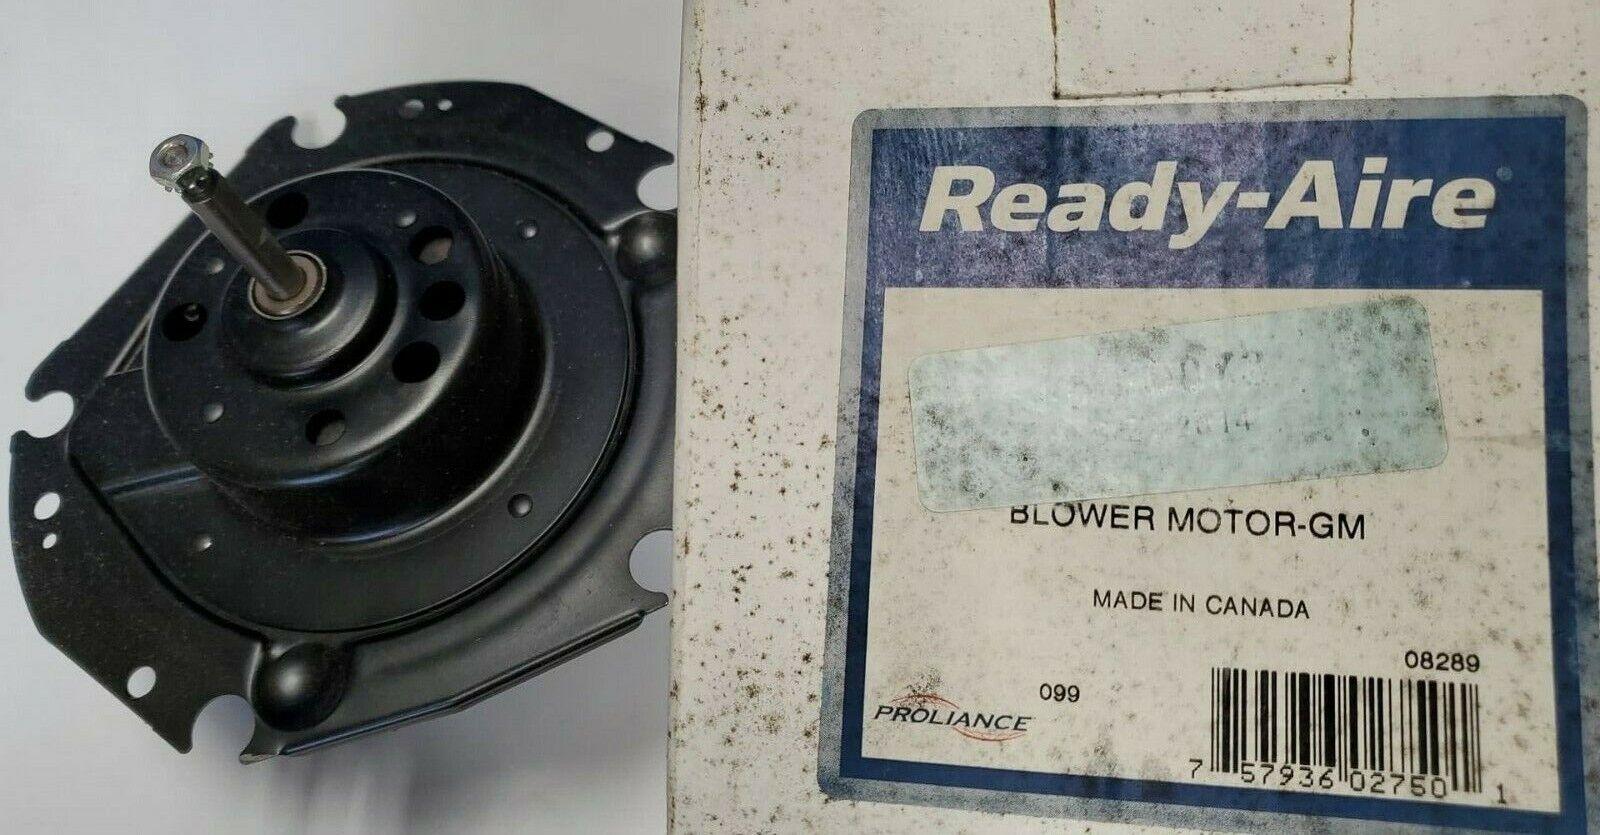 Ready-Aire
BLOWER MOTOR-GM
MADE IN CANADA
08289
099
PROLIANCE
7 57936 02750 1